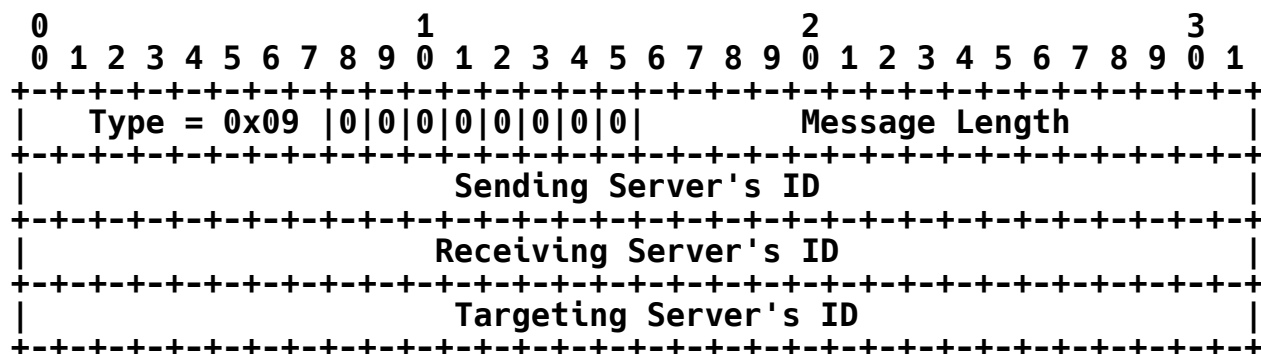 0                   1                   2                   3
 0 1 2 3 4 5 6 7 8 9 0 1 2 3 4 5 6 7 8 9 0 1 2 3 4 5 6 7 8 9 0 1
+-+-+-+-+-+-+-+-+-+-+-+-+-+-+-+-+-+-+-+-+-+-+-+-+-+-+-+-+-+-+-+-+
|   Type = 0x09 |0|0|0|0|0|0|0|0|        Message Length         |
+-+-+-+-+-+-+-+-+-+-+-+-+-+-+-+-+-+-+-+-+-+-+-+-+-+-+-+-+-+-+-+-+
|                      Sending Server's ID                      |
+-+-+-+-+-+-+-+-+-+-+-+-+-+-+-+-+-+-+-+-+-+-+-+-+-+-+-+-+-+-+-+-+
|                     Receiving Server's ID                     |
+-+-+-+-+-+-+-+-+-+-+-+-+-+-+-+-+-+-+-+-+-+-+-+-+-+-+-+-+-+-+-+-+
|                      Targeting Server's ID                    |
+-+-+-+-+-+-+-+-+-+-+-+-+-+-+-+-+-+-+-+-+-+-+-+-+-+-+-+-+-+-+-+-+